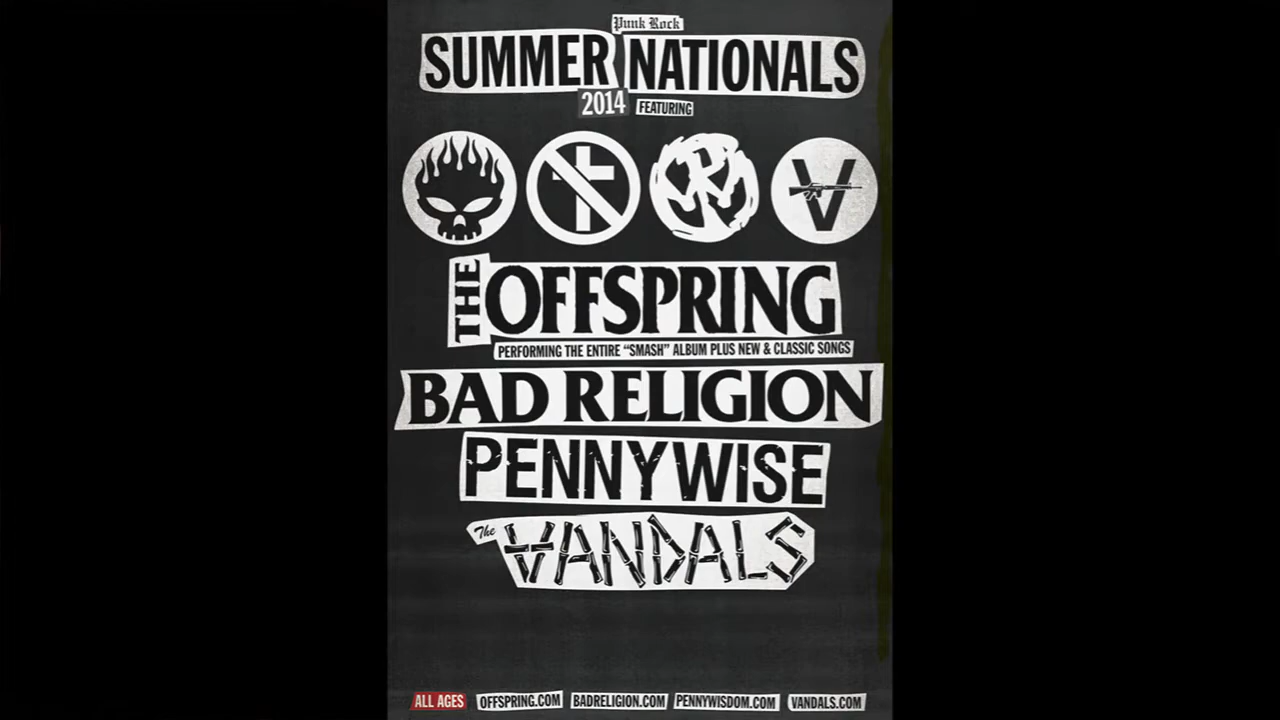 Punk Rock
SUMMER NATIONALS
2014 FEATURING
V
THE OFFSPRING
PERFORMING THE ENTIRE “SMASH” ALBUM PLUS NEW & CLASSIC SONGS
BAD RELIGION
PENNYWISE
The VANDALS
ALL AGES OFFSPRING.COM BADRELIGION.COM PENNYWISDOM.COM VANDALS.COM